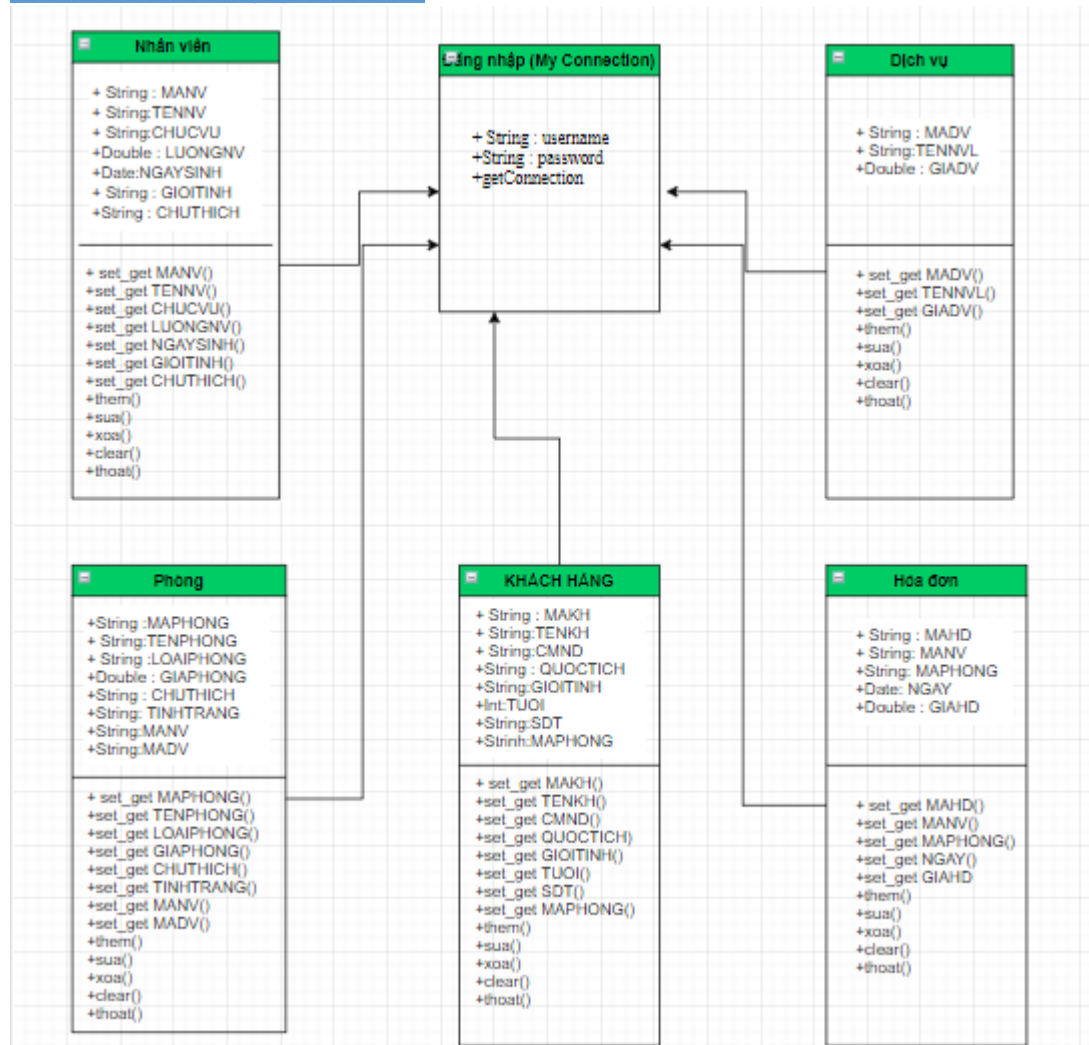 Nhân viên
+ String : MANV
+ String:TENNV
+ String:CHUCVU
+Double : LUONGNV
+Date:NGAYSINH
+ String : GIOITINH
+String : CHUTHICH
+ set_get MANV()
+set_get TENNV()
+set_get CHUCVU()
+set_get LUONGNV()
+set_get NGAYSINH()
+set_get GIOITINH()
+set_get CHUTHICH()
+them()
+sua()
+xoa()
+clear()
+thoat()
Đăng nhập (My Connection)
+ String : username
+String : password
+getConnection
Dịch vụ
+ String : MADV
+ String:TENNVL
+Double : GIADV
+ set_get MADV()
+set_get TENNVL()
+set_get GIADV()
+them()
+sua()
+xoa()
+clear()
+thoat()
Phòng
+String :MAPHONG
+ String:TENPHONG
+ String :LOAIPHONG
+Double : GIAPHONG
+String : CHUTHICH
+String: TINHTRANG
+String:MANV
+String:MADV
+ set_get MAPHONG()
+set_get TENPHONG()
+set_get LOAIPHONG()
+set_get GIAPHONG()
+set_get CHUTHICH()
+set_get TINHTRANG()
+set_get MANV()
+set_get MADV()
+them()
+sua()
+xoa()
+clear()
+thoat()
KHÁCH HÀNG
+ String : MAKH
+ String:TENKH
+ String:CMND
+String : QUOCTICH
+String:GIOITINH
+Int:TUOI
+String:SDT
+Strinh:MAPHONG
+ set_get MAKH()
+set_get TENKH()
+set_get CMND()
+set_get QUOCTICH)
+set_get GIOITINH()
+set_get TUOI()
+set_get SDT()
+set_get MAPHONG()
+them()
+sua()
+xoa()
+clear()
+thoat()
Hóa đơn
+ String : MAHD
+ String: MANV
+String: MAPHONG
+Date: NGAY
+Double : GIAHD
+ set_get MAHD()
+set_get MANV()
+set_get MAPHONG()
+set_get NGAY()
+set_get GIAHD
+them()
+sua()
+xoa()
+clear()
+thoat()